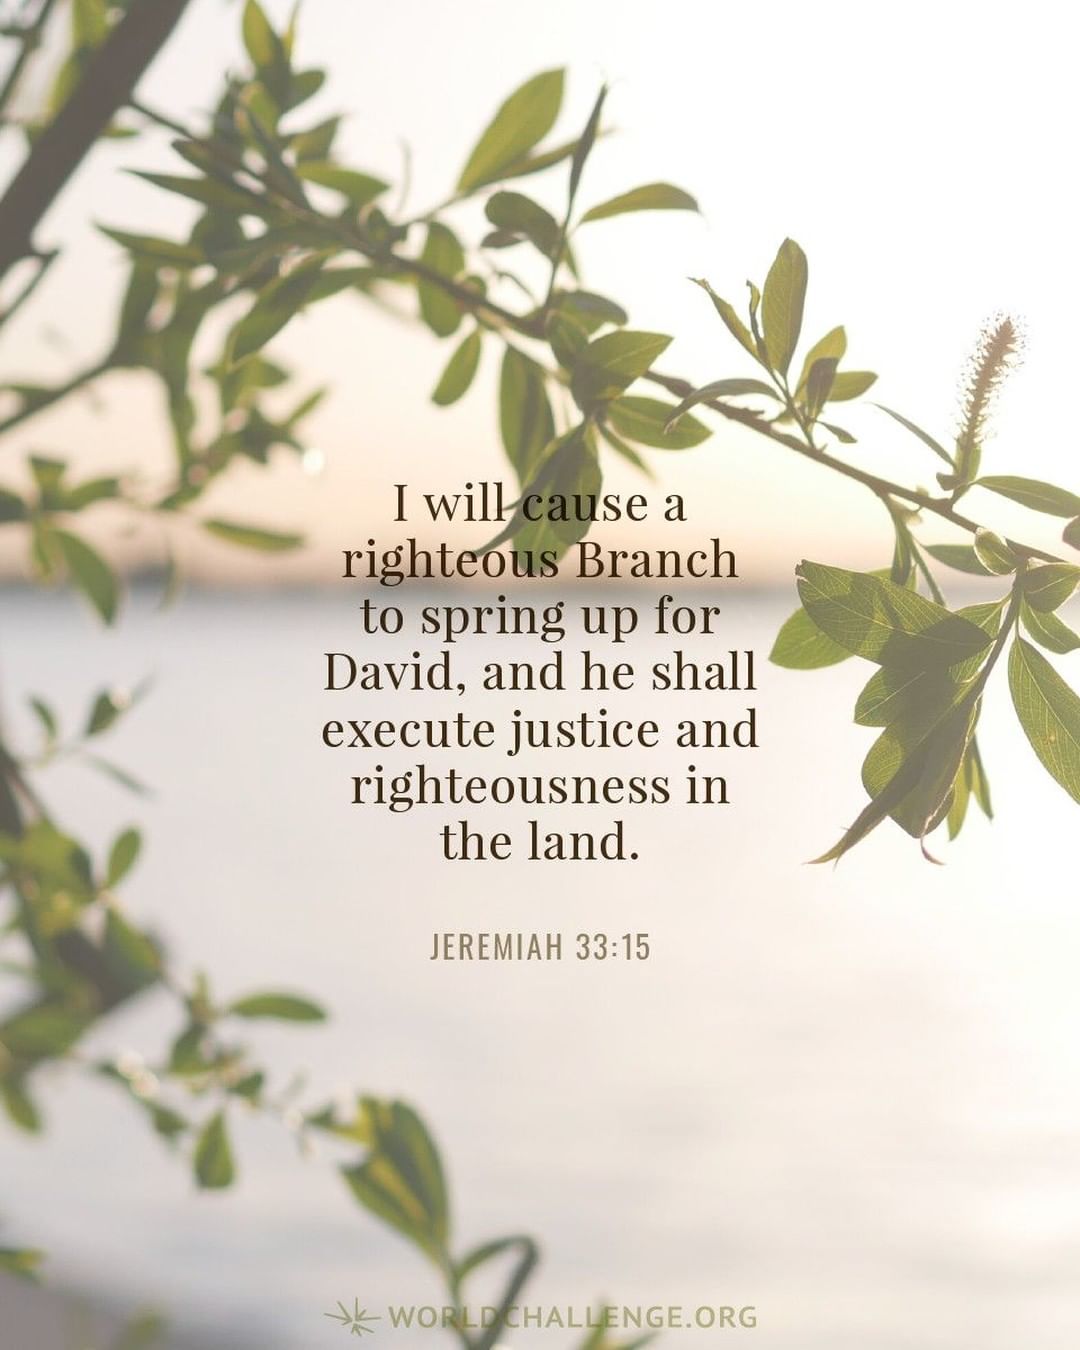 I will cause a
righteous Branch
to spring up for
David, and he shall
execute justice and
righteousness in
the land.
JEREMIAH 33:15
WORLDCHALLENGE.ORG